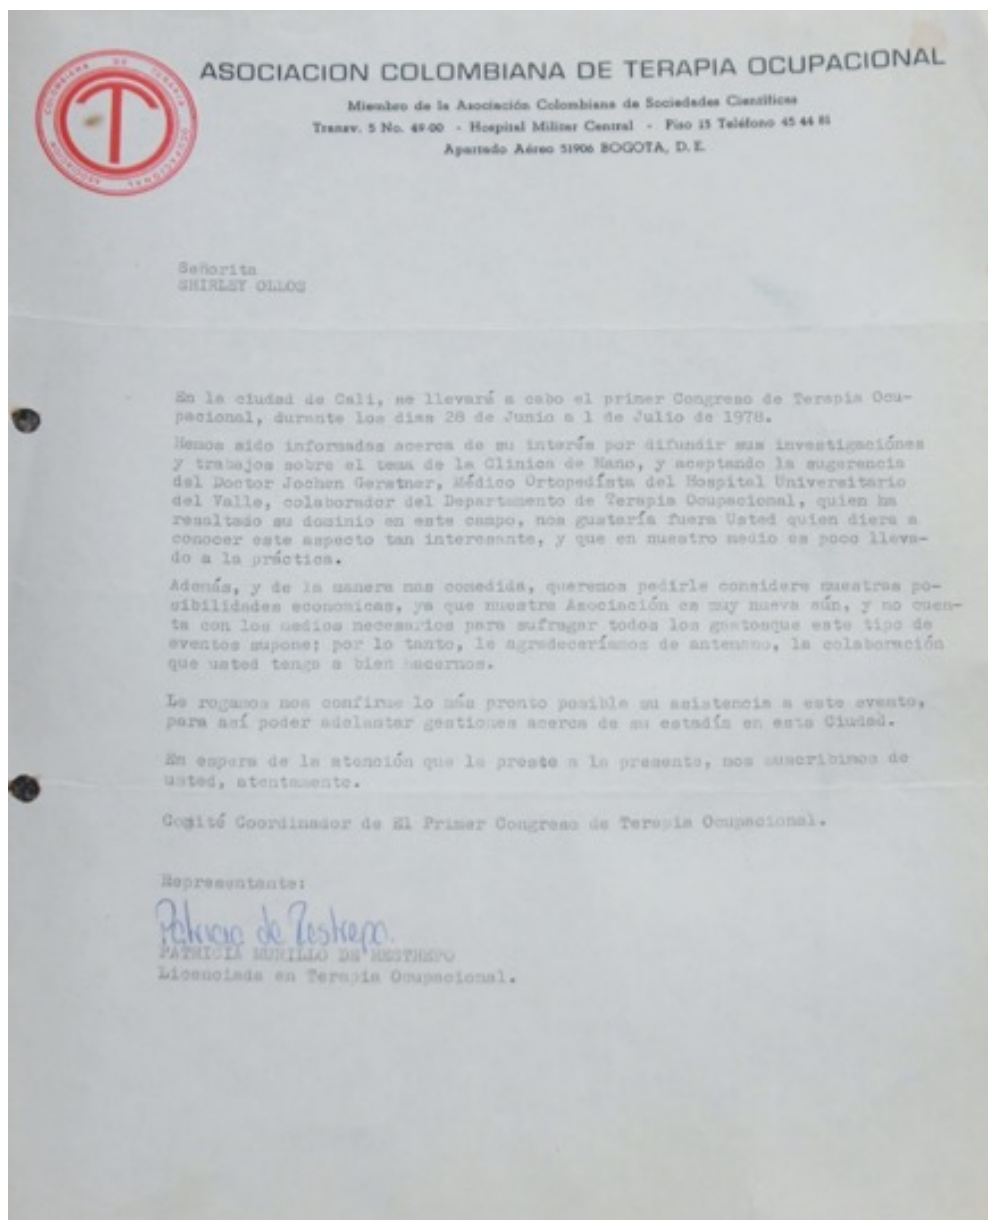 ASOCIACION COLOMBIANA DE TERAPIA OCUPACIONAL
Miembro de la Asociación Colombiana de Sociedades Científicas
Transv. 5 No. 49-00 - Hospital Militar Central - Piso 13 Teléfono 45 44 81
Apartado Aéreo 51906 BOGOTA, D. E.
ASOCIACION COLOMBIANA DE TERAPIA OCUPACIONAL
Señorita
SHIRLEY OLLOS
En la ciudad de Cali, se llevará a cabo el primer Congreso de Terapia Ocu-
pacional, durante los dias 28 de Junio a 1 de Julio de 1978.
Hemos sido informadas acerca de su interés por difundir sus investigaciónes
y trabajos sobre el tema de la Clinica de Mano, y aceptando la sugerencia
del Doctor Jochen Gerstner, Médico Ortopedísta del Hospital Universitario
del Valle, colaborador del Departamento de Terapia Ocupacional, quien ha
resaltado su dominio en este campo, nos gustaría fuera Usted quien diera a
conocer este aspecto tan interesante, y que en nuestro medio es poco lleva-
do a la práctica.
Además, y de la manera mas comedida, queremos pedirle considere nuestras po-
sibilidades economicas, ya que nuestra Asociación es muy nueva aún, y no cuen-
ta con los medios necesarios para sufragar todos los gastosque este tipo de
eventos supone; por lo tanto, le agradeceríamos de antemano, la colaboración
que usted tenga a bien hacernos.
Le rogamos nos confirme lo más pronto posible su asistencia a este evento,
para así poder adelantar gestiones acerca de su estadía en esta Ciudad.
En espera de la atención que le preste a la presente, nos suscribimos de
usted, atentamente.
Comité Coordinador de El Primer Congreso de Terapia Ocupacional.
Representante:
Patricia de Restrepo.
PATRICIA MURILLO DE RESTREPO
Licenciada en Terapia Ocupacional.